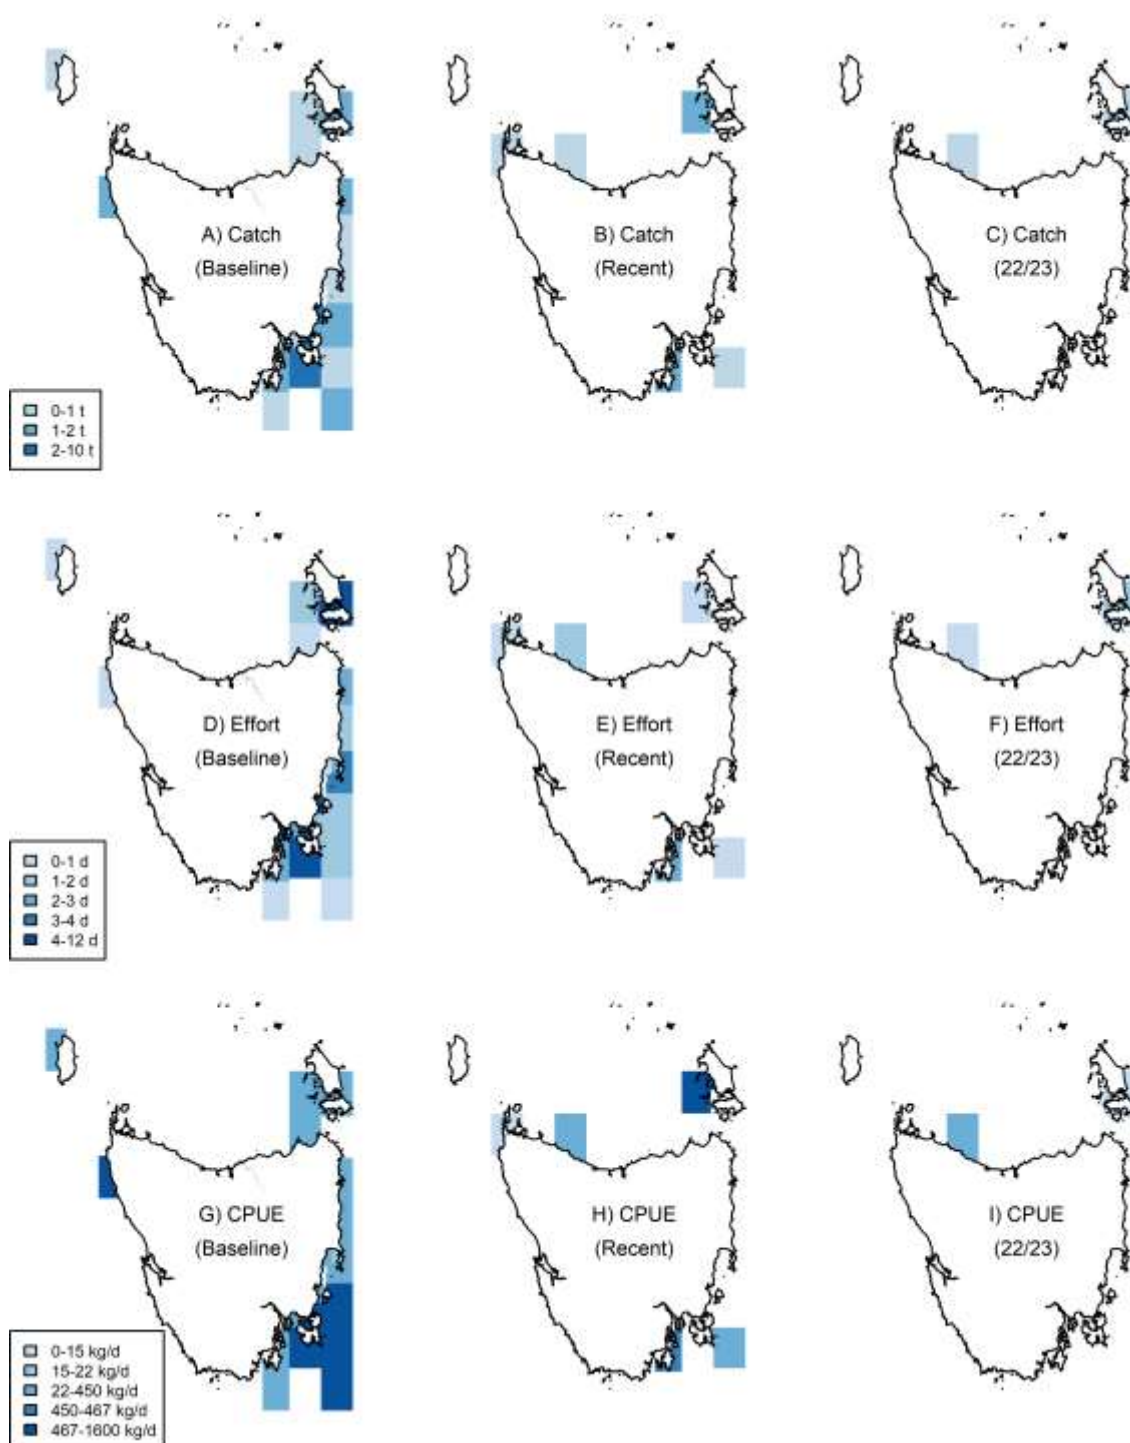 A) Catch
(Baseline)
B) Catch
(Recent)
C) Catch
(22/23)
0-1 t
1-2 t
2-10 t
D) Effort
(Baseline)
E) Effort
(Recent)
F) Effort
(22/23)
0-1 d
1-2 d
2-3 d
3-4 d
4-12 d
G) CPUE
(Baseline)
H) CPUE
(Recent)
I) CPUE
(22/23)
0-15 kg/d
15-22 kg/d
22-450 kg/d
450-467 kg/d
467-1600 kg/d